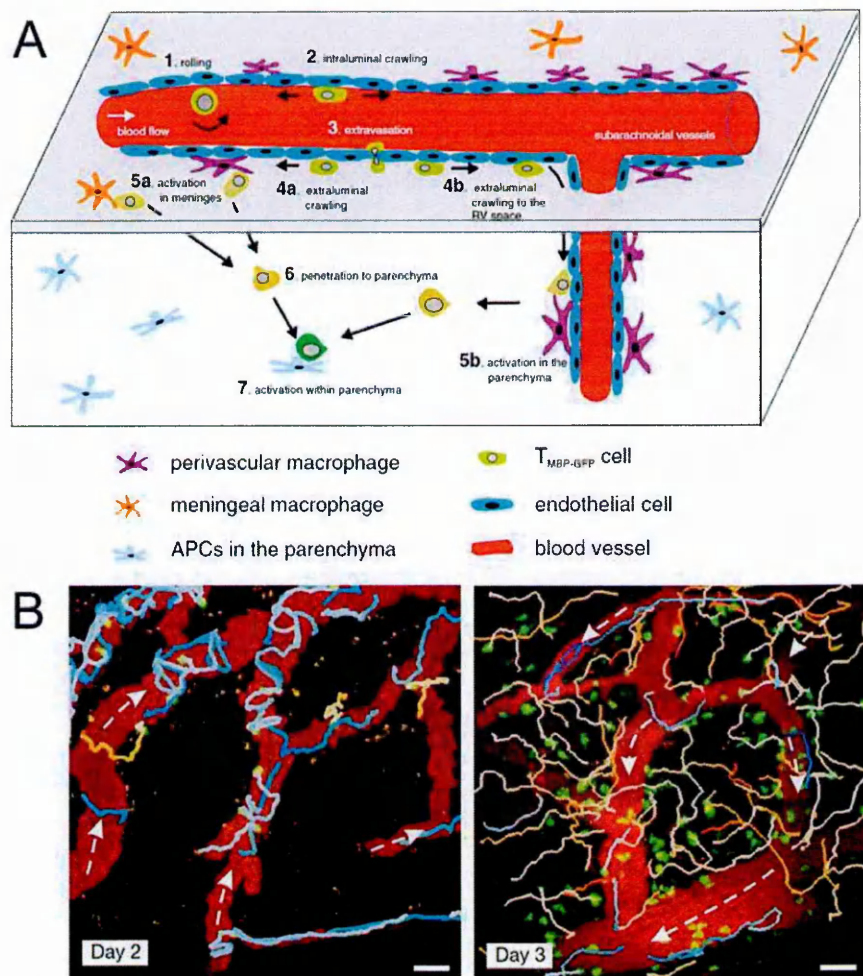 A
1. rolling
2. intraluminal crawling
blood flow
3. extravasation
subarachnoidal vessels
5a. activation
in meninges
4a. extraluminal
crawling
4b. extraluminal
crawling to the
RV space
6. penetration to parenchyma
5b. activation in the
parenchyma
7. activation within parenchyma
perivascular macrophage
TMBP-GFP cell
meningeal macrophage
endothelial cell
APCs in the parenchyma
blood vessel
B
Day 2
Day 3